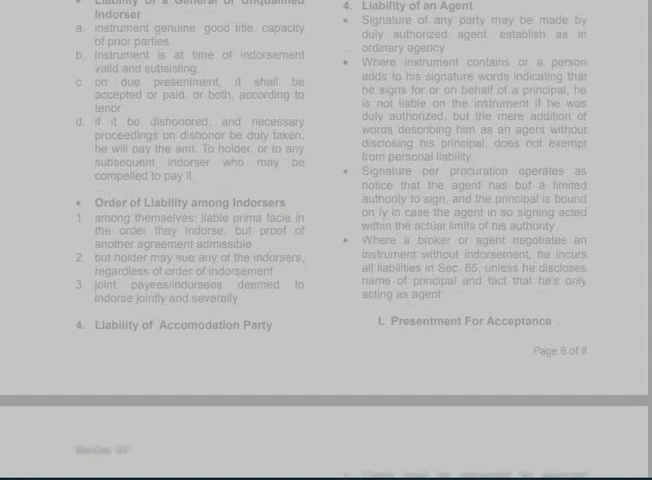 Liability of a General or Unqualified
Indorser
a. instrument genuine good title, capacity
of prior parties
b. Instrument is at time of indorsement
valid and subsisting.
c. on due presentment, it shall be
accepted or paid, or both, according to
tenor
d. if it be dishonored, and necessary
proceedings on dishonor be duly taken,
he will pay the amt. To holder, or to any
subsequent indorser who may be
compelled to pay it
• Order of Liability among Indorsers
1. among themselves: liable prima facie in
the order they indorse, but proof of
another agreement admissible
2. but holder may sue any of the indorsers,
regardless of order of indorsement
3. joint payees/indorsees deemed to
indorse jointly and severally
4. Liability of Accomodation Party
4. Liability of an Agent
• Signature of any party may be made by
duly authorized agent, establish as in
ordinary agency
• Where instrument contains or a person
adds to his signature words indicating that
he signs for or on behalf of a principal, he
is not liable on the instrument if he was
duly authorized, but the mere addition of
words describing him as an agent without
disclosing his principal, does not exempt
from personal liability.
• Signature per procuration operates as
notice that the agent has but a limited
authority to sign, and the principal is bound
on ly in case the agent in so signing acted
within the actual limits of his authority
• Where a broker or agent negotiates an
instrument without indorsement, he incurs
all liabilities in Sec. 65, unless he discloses
name of principal and fact that he's only
acting as agent
I. Presentment For Acceptance
Page 6 of 8